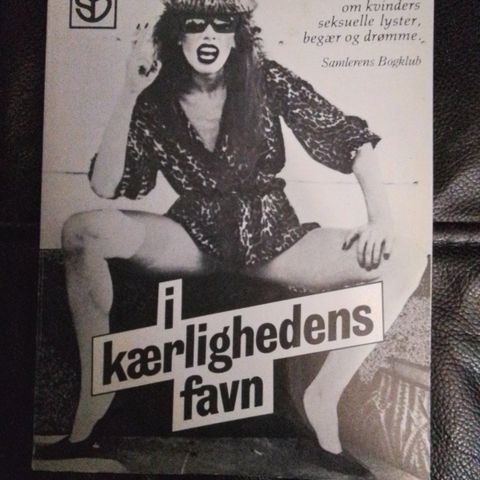 om kvinders
seksuelle lyster,
begær og drømme.
Samlerens Bogklub
i
kærlighedens
favn